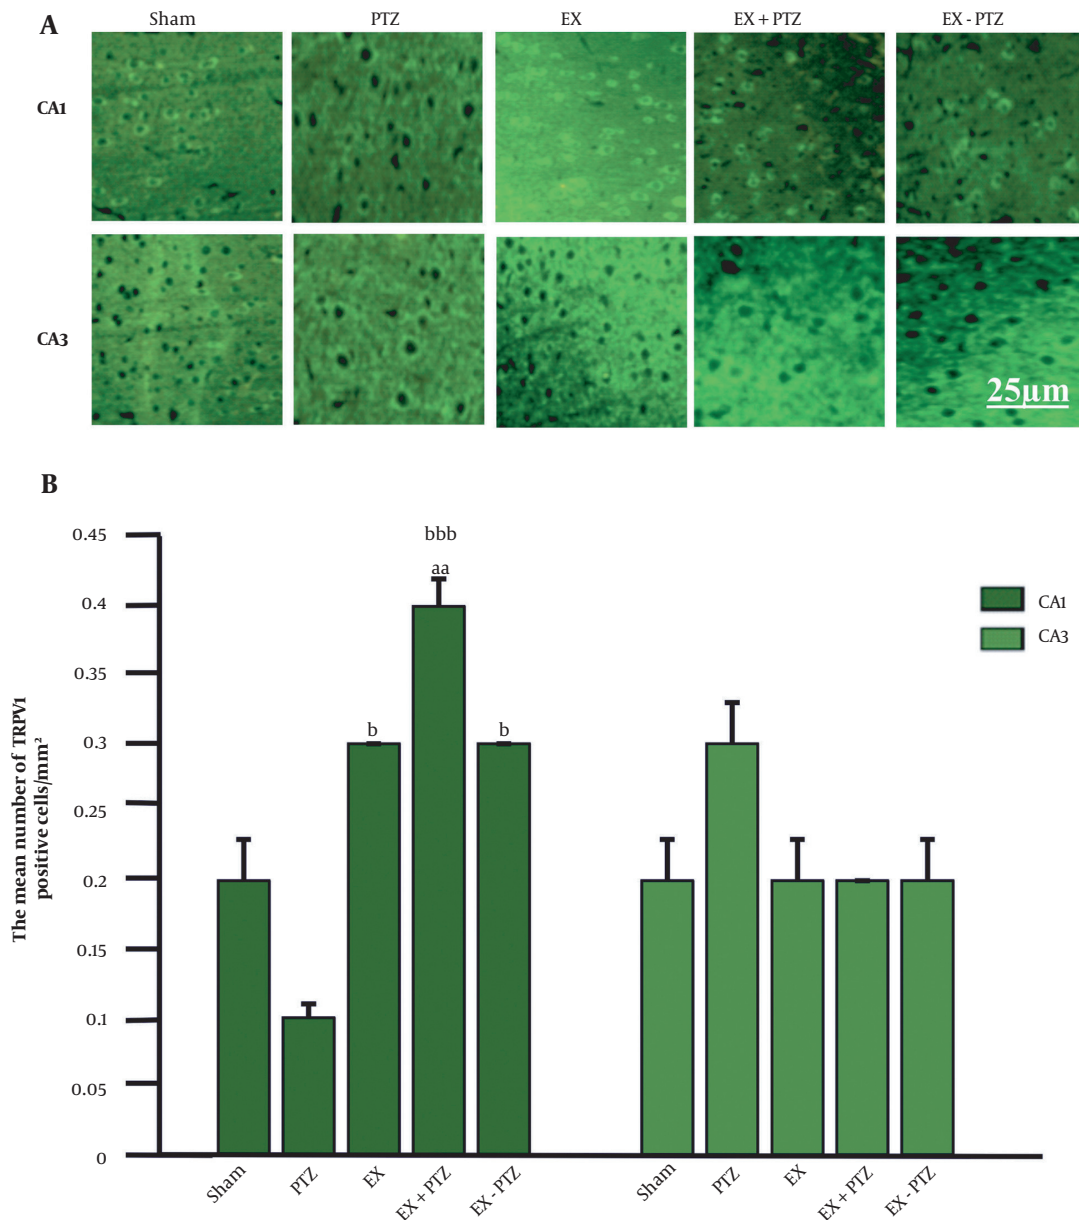 A
Sham PTZ EX EX + PTZ EX - PTZ
CA1
CA3
25µm
B
The mean number of TRPV1
positive cells/mm²
0.45
0.4
0.35
0.3
0.25
0.2
0.15
0.1
0.05
0
bbb
aa
b
b
CA1
CA3
Sham PTZ EX EX + PTZ EX - PTZ
Sham PTZ EX EX + PTZ EX - PTZ